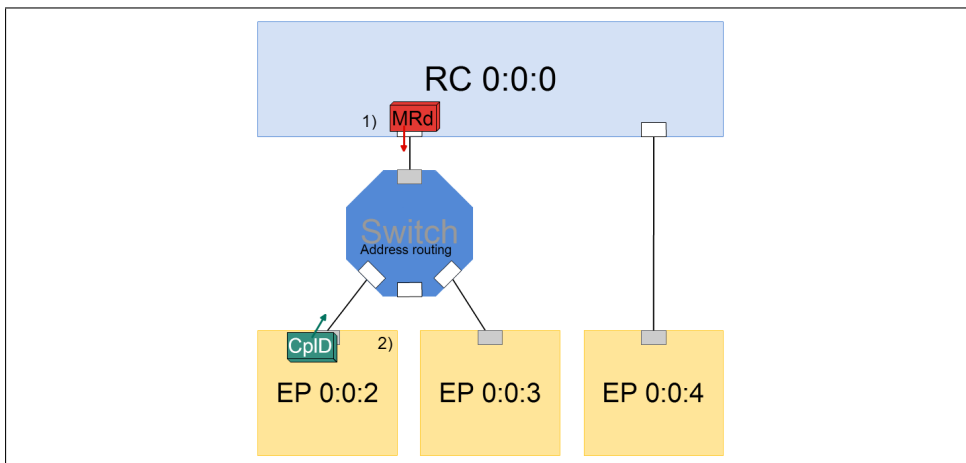 RC 0:0:0
1)
MRd
Switch
Address routing
CplD
2)
EP 0:0:2
EP 0:0:3
EP 0:0:4